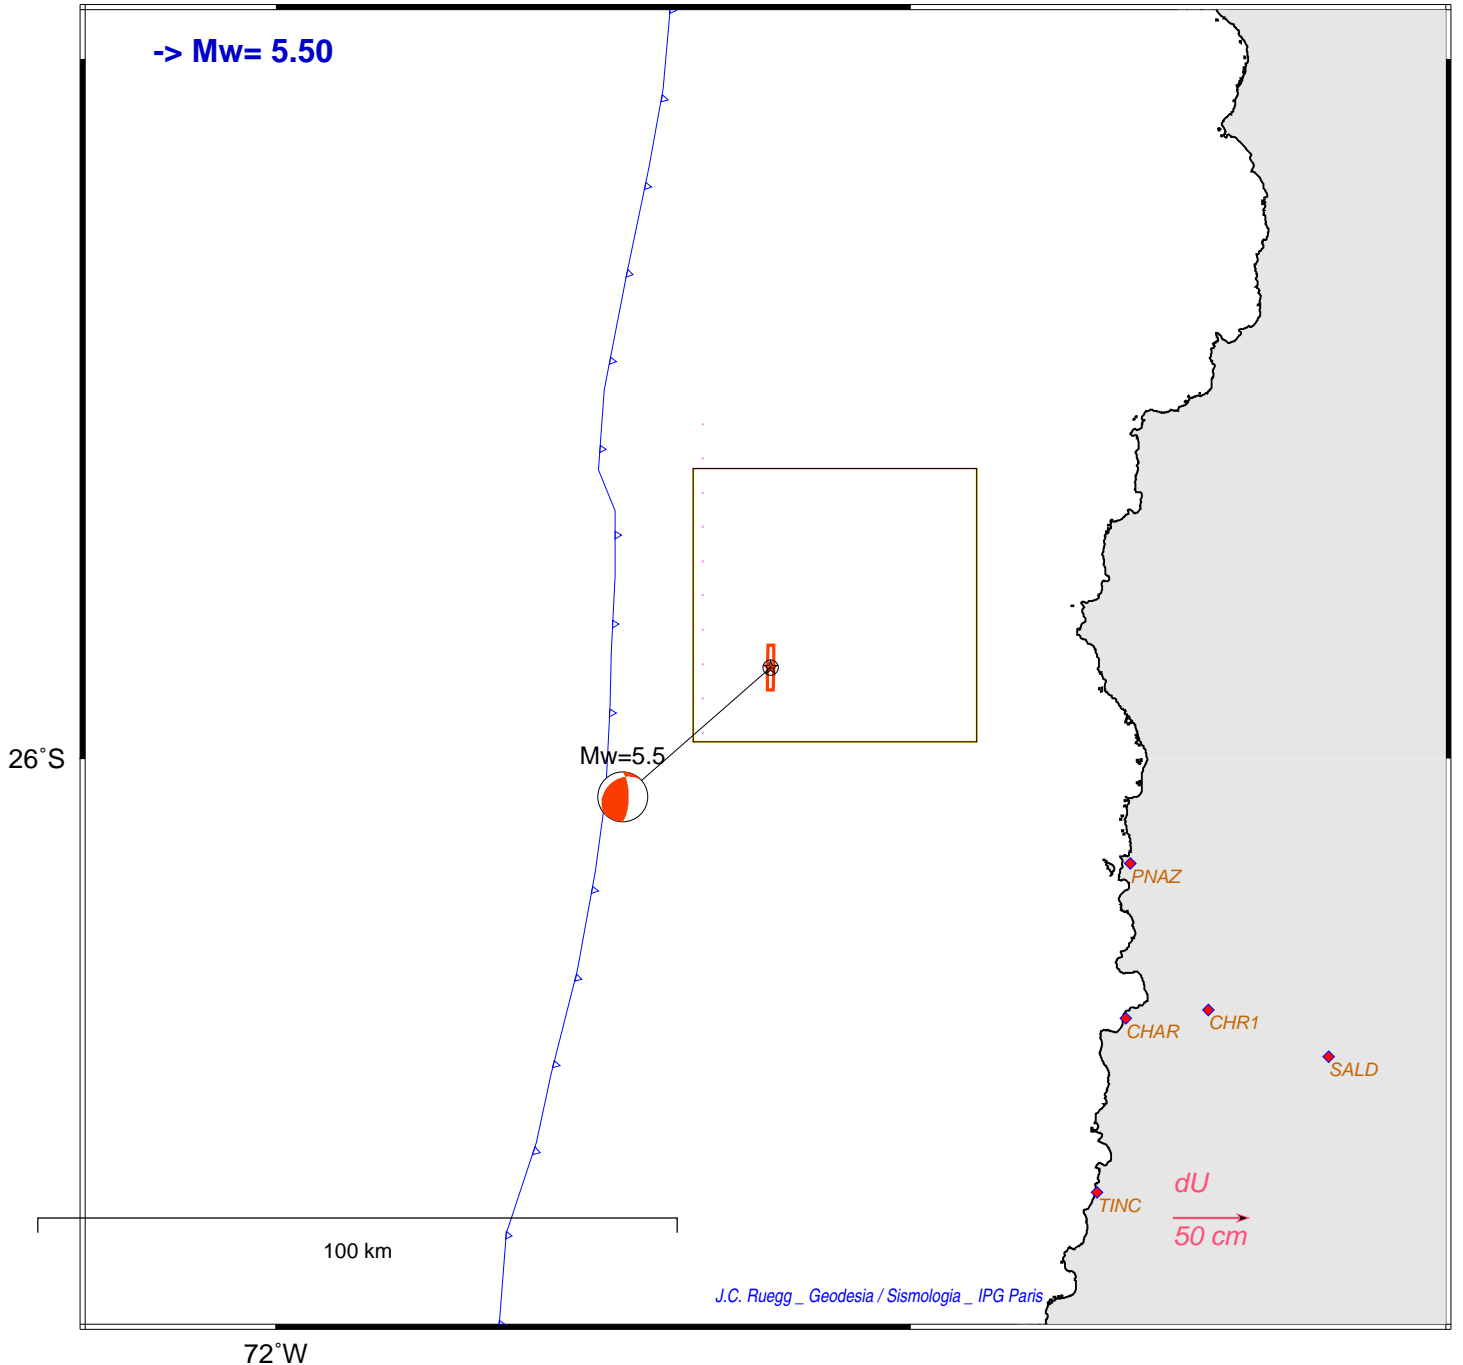 -> Mw= 5.50
26°S
Mw=5.5
PNAZ
CHAR
CHR1
SALD
TINC
dU
50 cm
100 km
J.C. Ruegg _ Geodesia / Sismologia _ IPG Paris
72°W